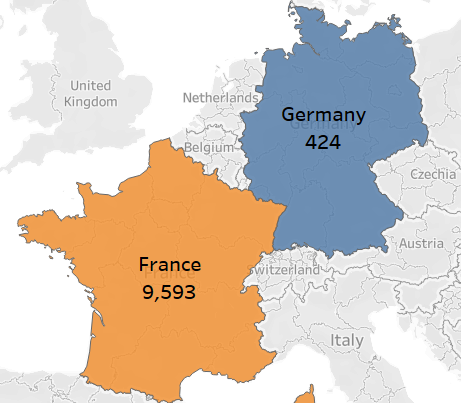 United
Kingdom
Netherlands
Germany
424
Belgium
Czechia
Austria
France
9,593
Switzerland
Italy